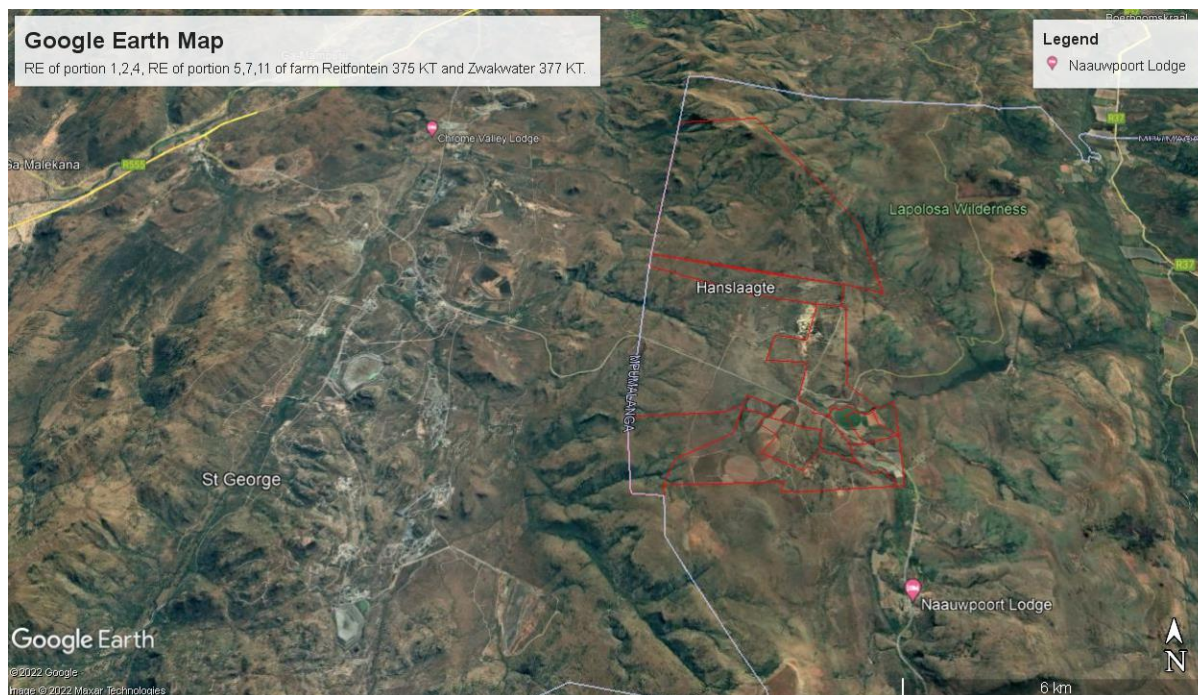 Google Earth Map
RE of portion 1,2,4, RE of portion 5,7,11 of farm Reitfontein 375 KT and Zwakwater 377 KT.
Legend
Naauwpoort Lodge
R37
Chrome Valley Lodge
Sa-Malekana
R555
Lapolosa Wilderness
R37
Hanslaagte
MPUMALANGA
St George
Naauwpoort Lodge
Google Earth
©2022 Google
Image © 2022 Maxar Technologies
N
6 km